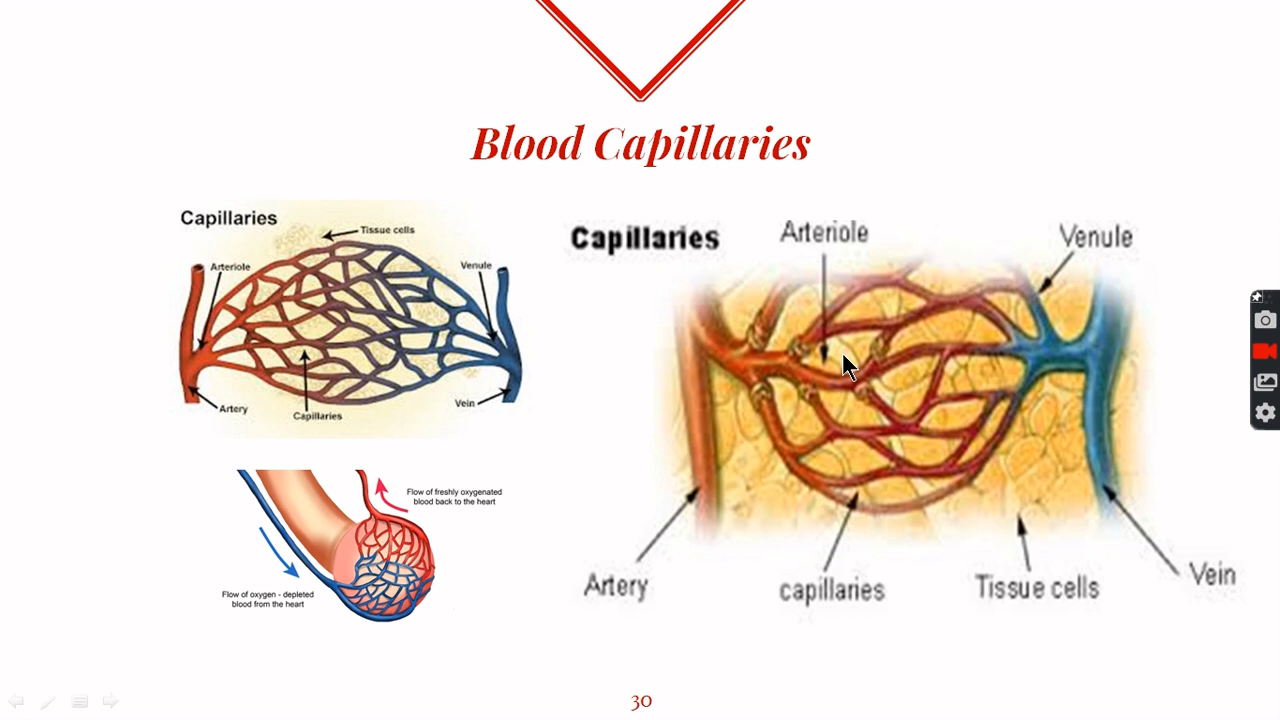 Blood Capillaries
Capillaries
Tissue cells
Arteriole
Venule
Artery
Capillaries
Vein
Flow of freshly oxygenated
blood back to the heart
Flow of oxygen - depleted
blood from the heart
Capillaries
Arteriole
Venule
Artery
capillaries
Tissue cells
Vein
30